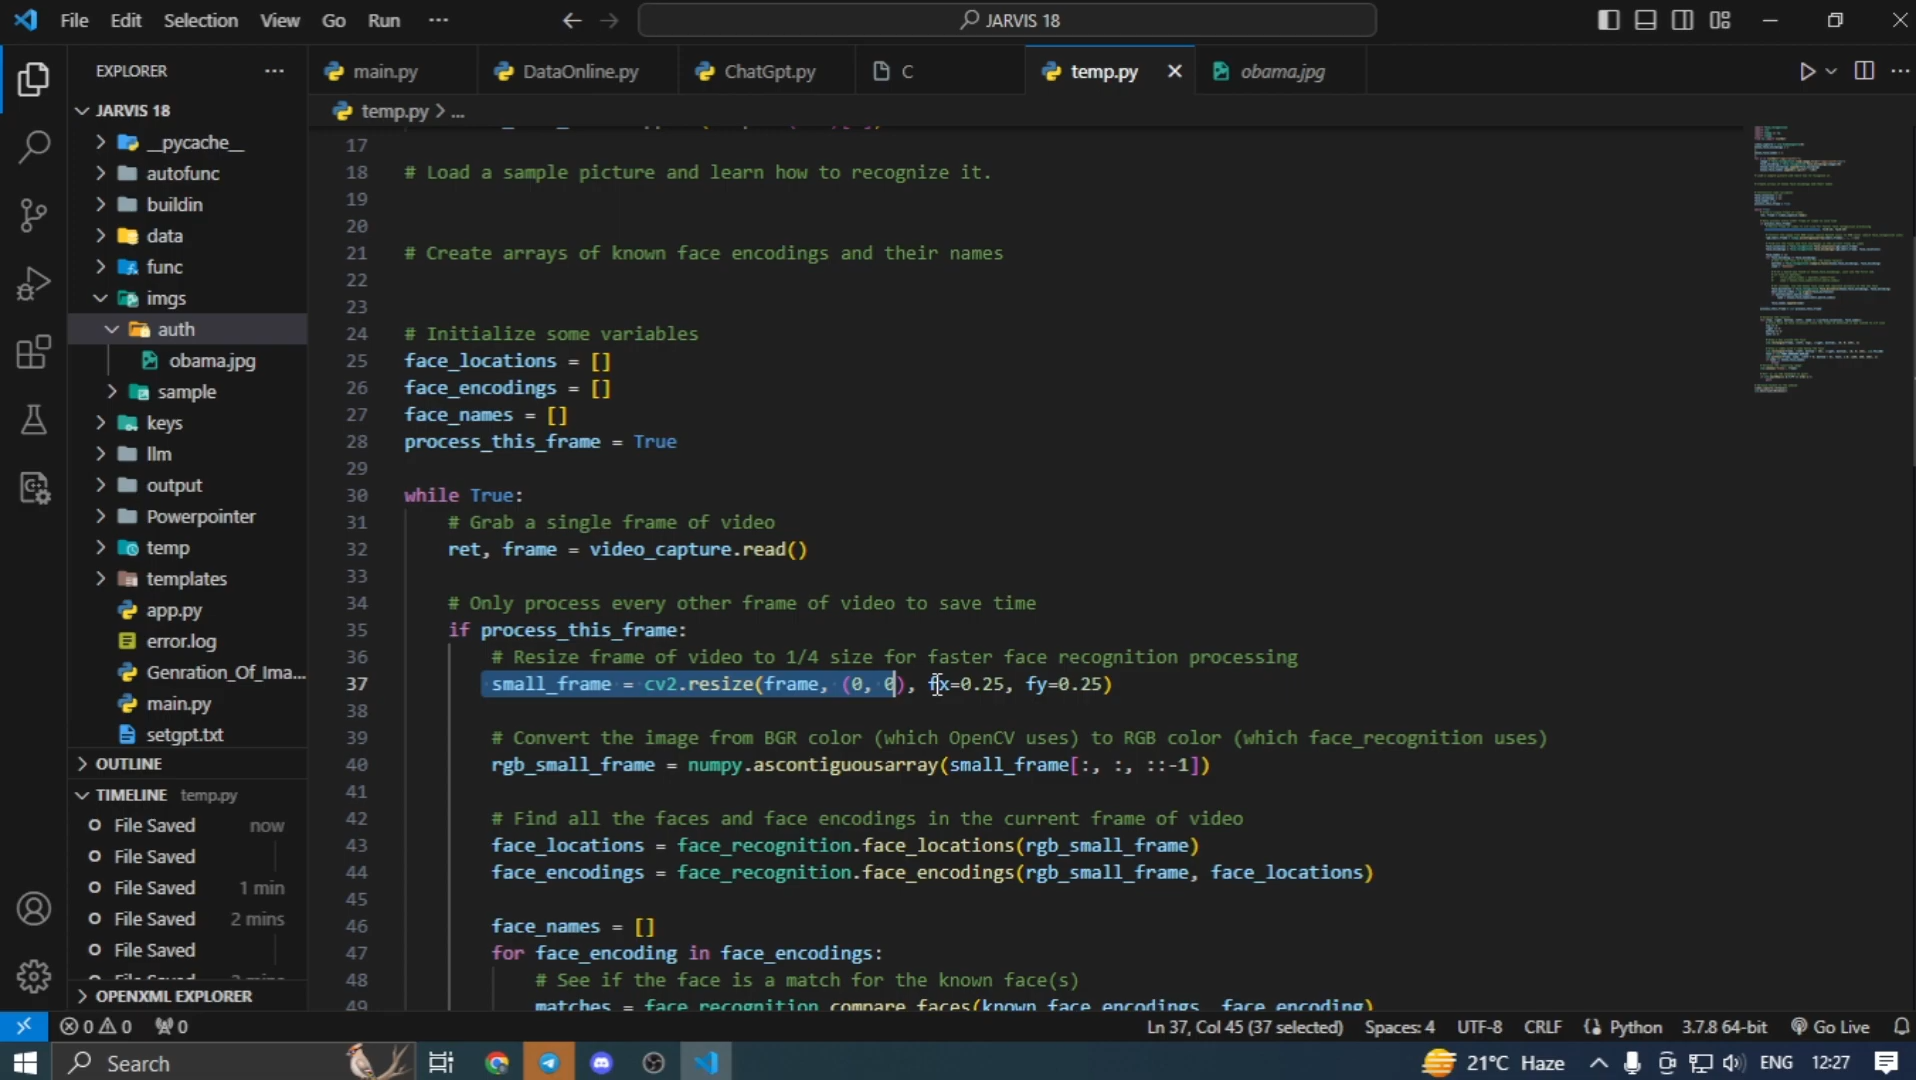 File Edit Selection View Go Run ···
JARVIS 18
EXPLORER ···
main.py
DataOnline.py
ChatGpt.py
C
temp.py
obama.jpg
JARVIS 18
temp.py > ...
__pycache__
autofunc
buildin
data
func
imgs
auth
obama.jpg
sample
keys
llm
output
Powerpointer
temp
templates
app.py
error.log
Genration_Of_Ima...
main.py
setgpt.txt
OUTLINE
TIMELINE temp.py
File Saved now
File Saved
File Saved 1 min
File Saved 2 mins
File Saved
OPENXML EXPLORER
17
18 # Load a sample picture and learn how to recognize it.
19
20
21 # Create arrays of known face encodings and their names
22
23
24 # Initialize some variables
25 face_locations = []
26 face_encodings = []
27 face_names = []
28 process_this_frame = True
29
30 while True:
31 # Grab a single frame of video
32 ret, frame = video_capture.read()
33
34 # Only process every other frame of video to save time
35 if process_this_frame:
36 # Resize frame of video to 1/4 size for faster face recognition processing
37 small_frame = cv2.resize(frame, (0, 0), fx=0.25, fy=0.25)
38
39 # Convert the image from BGR color (which OpenCV uses) to RGB color (which face_recognition uses)
40 rgb_small_frame = numpy.ascontiguousarray(small_frame[:, :, ::-1])
41
42 # Find all the faces and face encodings in the current frame of video
43 face_locations = face_recognition.face_locations(rgb_small_frame)
44 face_encodings = face_recognition.face_encodings(rgb_small_frame, face_locations)
45
46 face_names = []
47 for face_encoding in face_encodings:
48 # See if the face is a match for the known face(s)
49 matches = face_recognition.compare_faces(known_face_encodings, face_encoding)
0 0 0
Ln 37, Col 45 (37 selected) Spaces: 4 UTF-8 CRLF Python 3.7.8 64-bit Go Live
Search
21°C Haze ENG 12:27